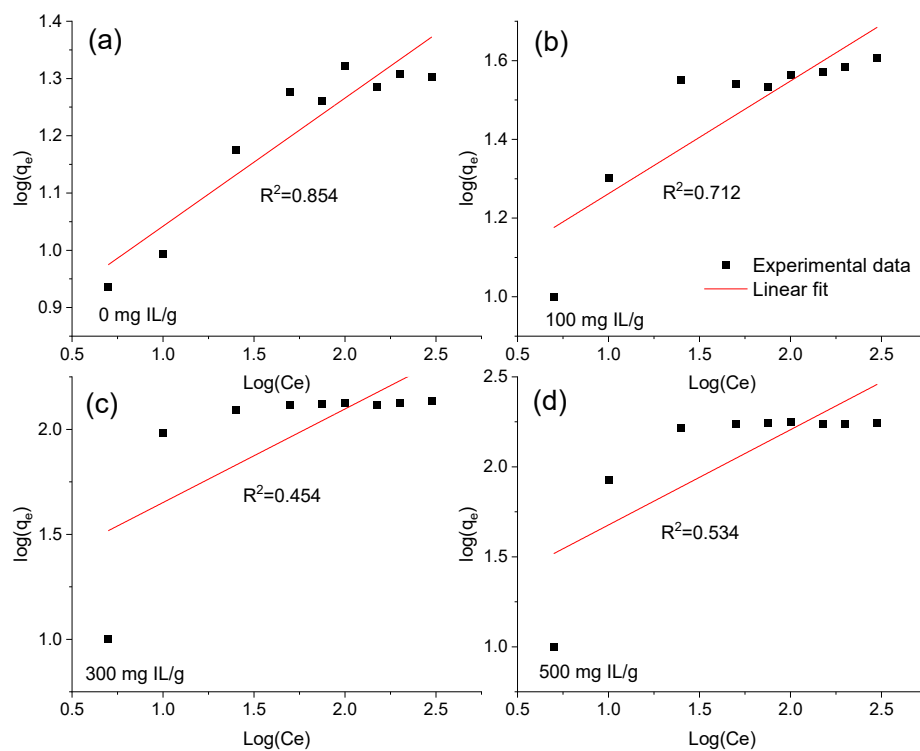 (a)
1.4
1.3
1.2
1.1
1.0
0.9
log(qₑ)
R²=0.854
0 mg IL/g
0.5 1.0 1.5 2.0 2.5
Log(Ce)
(b)
1.6
1.4
1.2
1.0
log(qₑ)
R²=0.712
Experimental data
Linear fit
100 mg IL/g
0.5 1.0 1.5 2.0 2.5
Log(Ce)
(c)
2.0
1.5
1.0
log(qₑ)
R²=0.454
300 mg IL/g
0.5 1.0 1.5 2.0 2.5
Log(Ce)
(d)
2.5
2.0
1.5
1.0
log(qₑ)
R²=0.534
500 mg IL/g
0.5 1.0 1.5 2.0 2.5
Log(Ce)